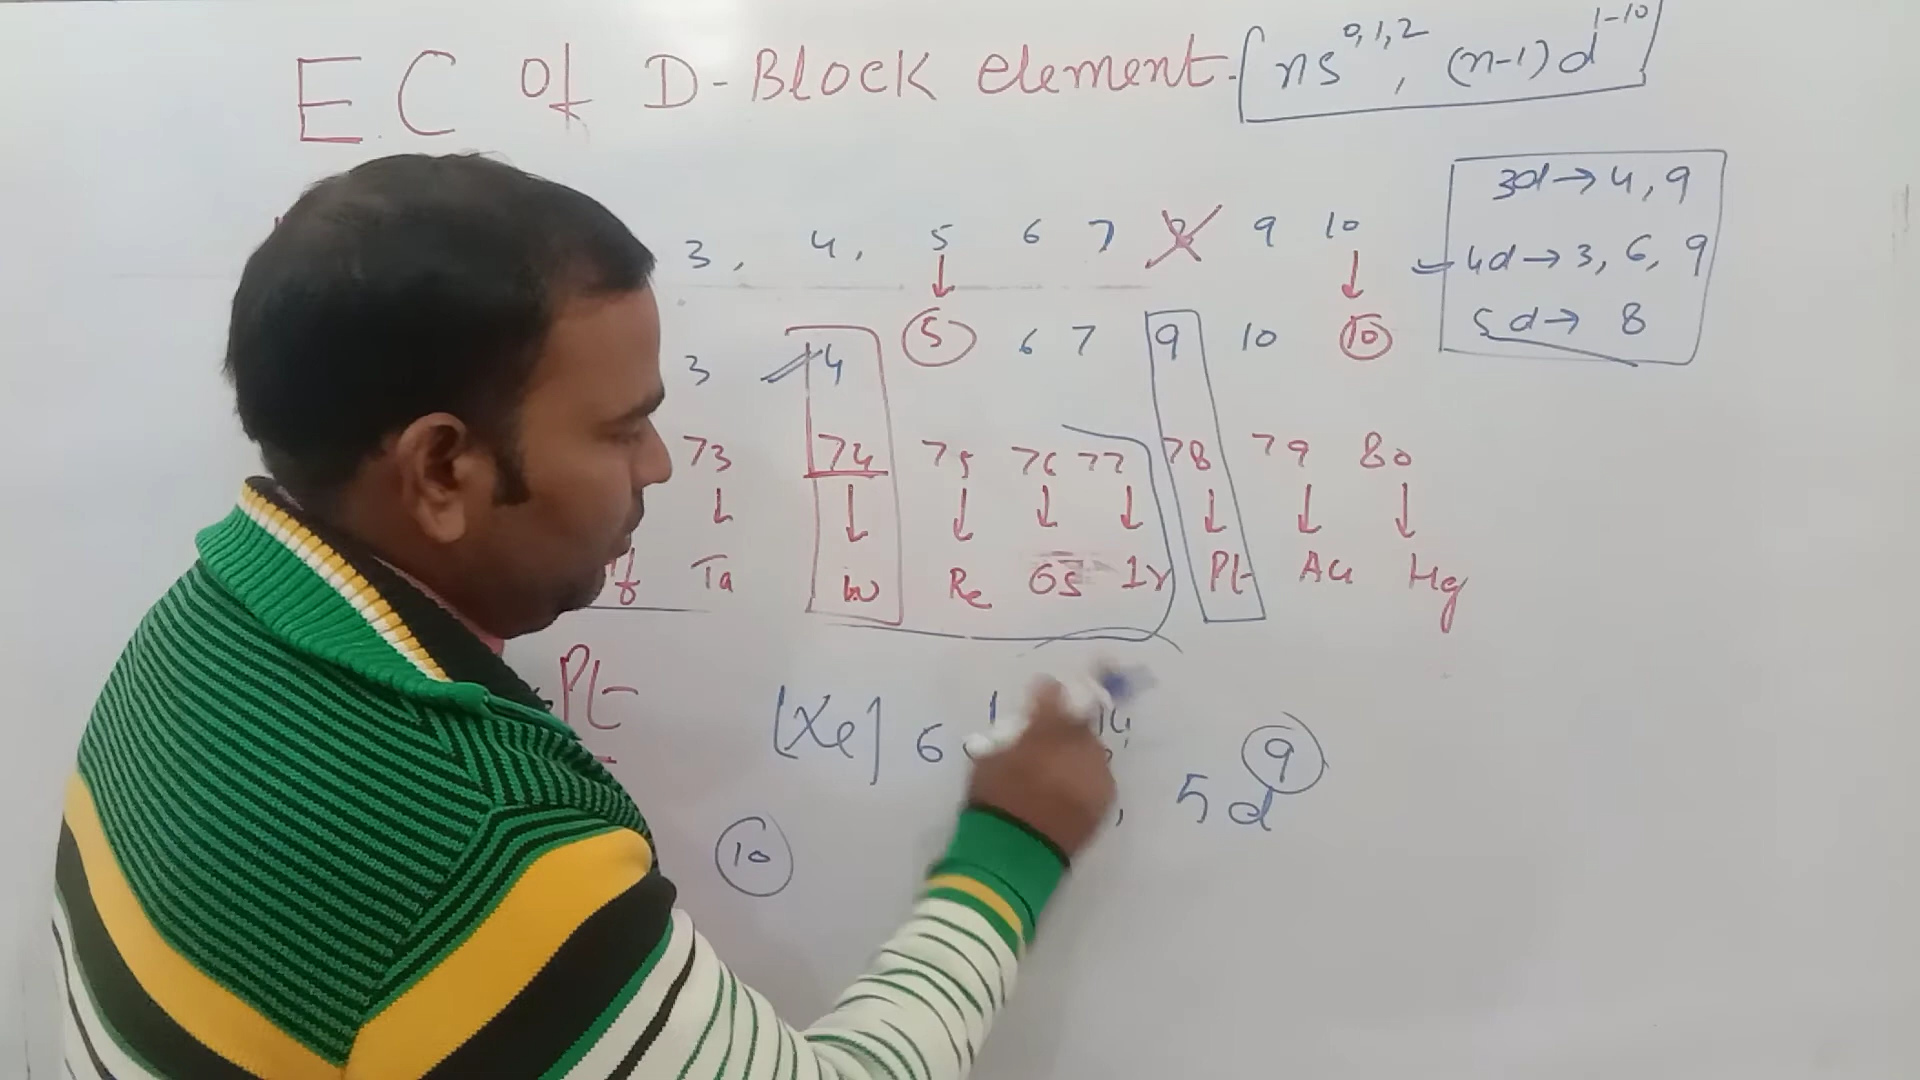 E.C Of D-Block element - [ns^0,1,2, (n-1)d^1-10]
3d → 4, 9
4d → 3, 6, 9
5d → 8
3, 4, 5 6 7 8 9 10
↓ ↓
3 4 5 6 7 9 10 10
73 74 75 76 77 78 79 80
↓ ↓ ↓ ↓ ↓ ↓ ↓ ↓
Ta W Re Os Ir Pt Au Hg
Pt [Xe] 6 14, 5d^9
10